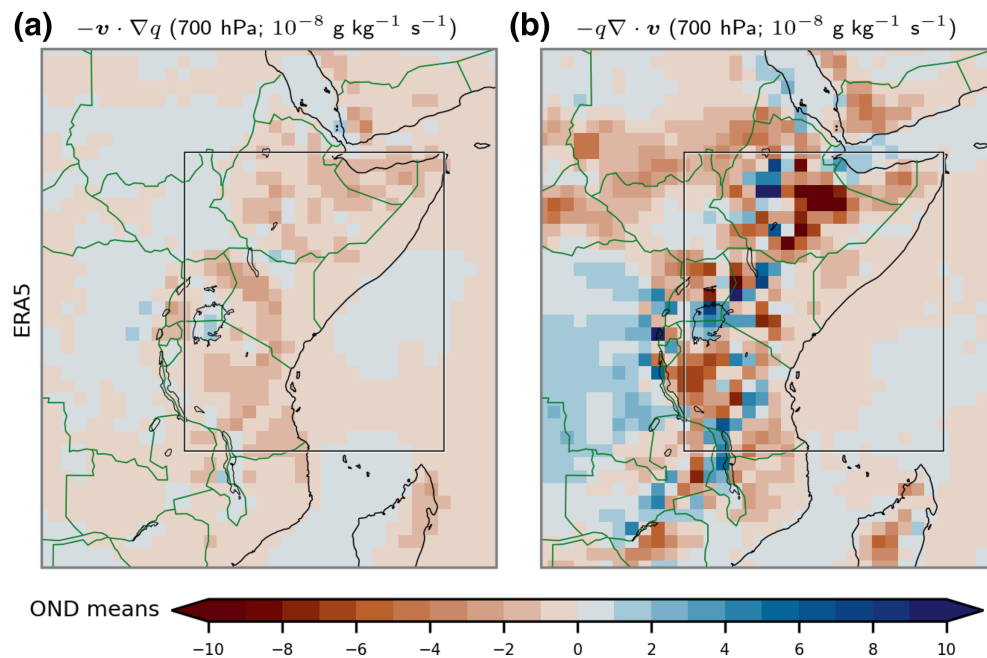 (a) −v · ∇q (700 hPa; 10⁻⁸ g kg⁻¹ s⁻¹)
(b) −q∇ · v (700 hPa; 10⁻⁸ g kg⁻¹ s⁻¹)
ERA5
OND means
−10 −8 −6 −4 −2 0 2 4 6 8 10